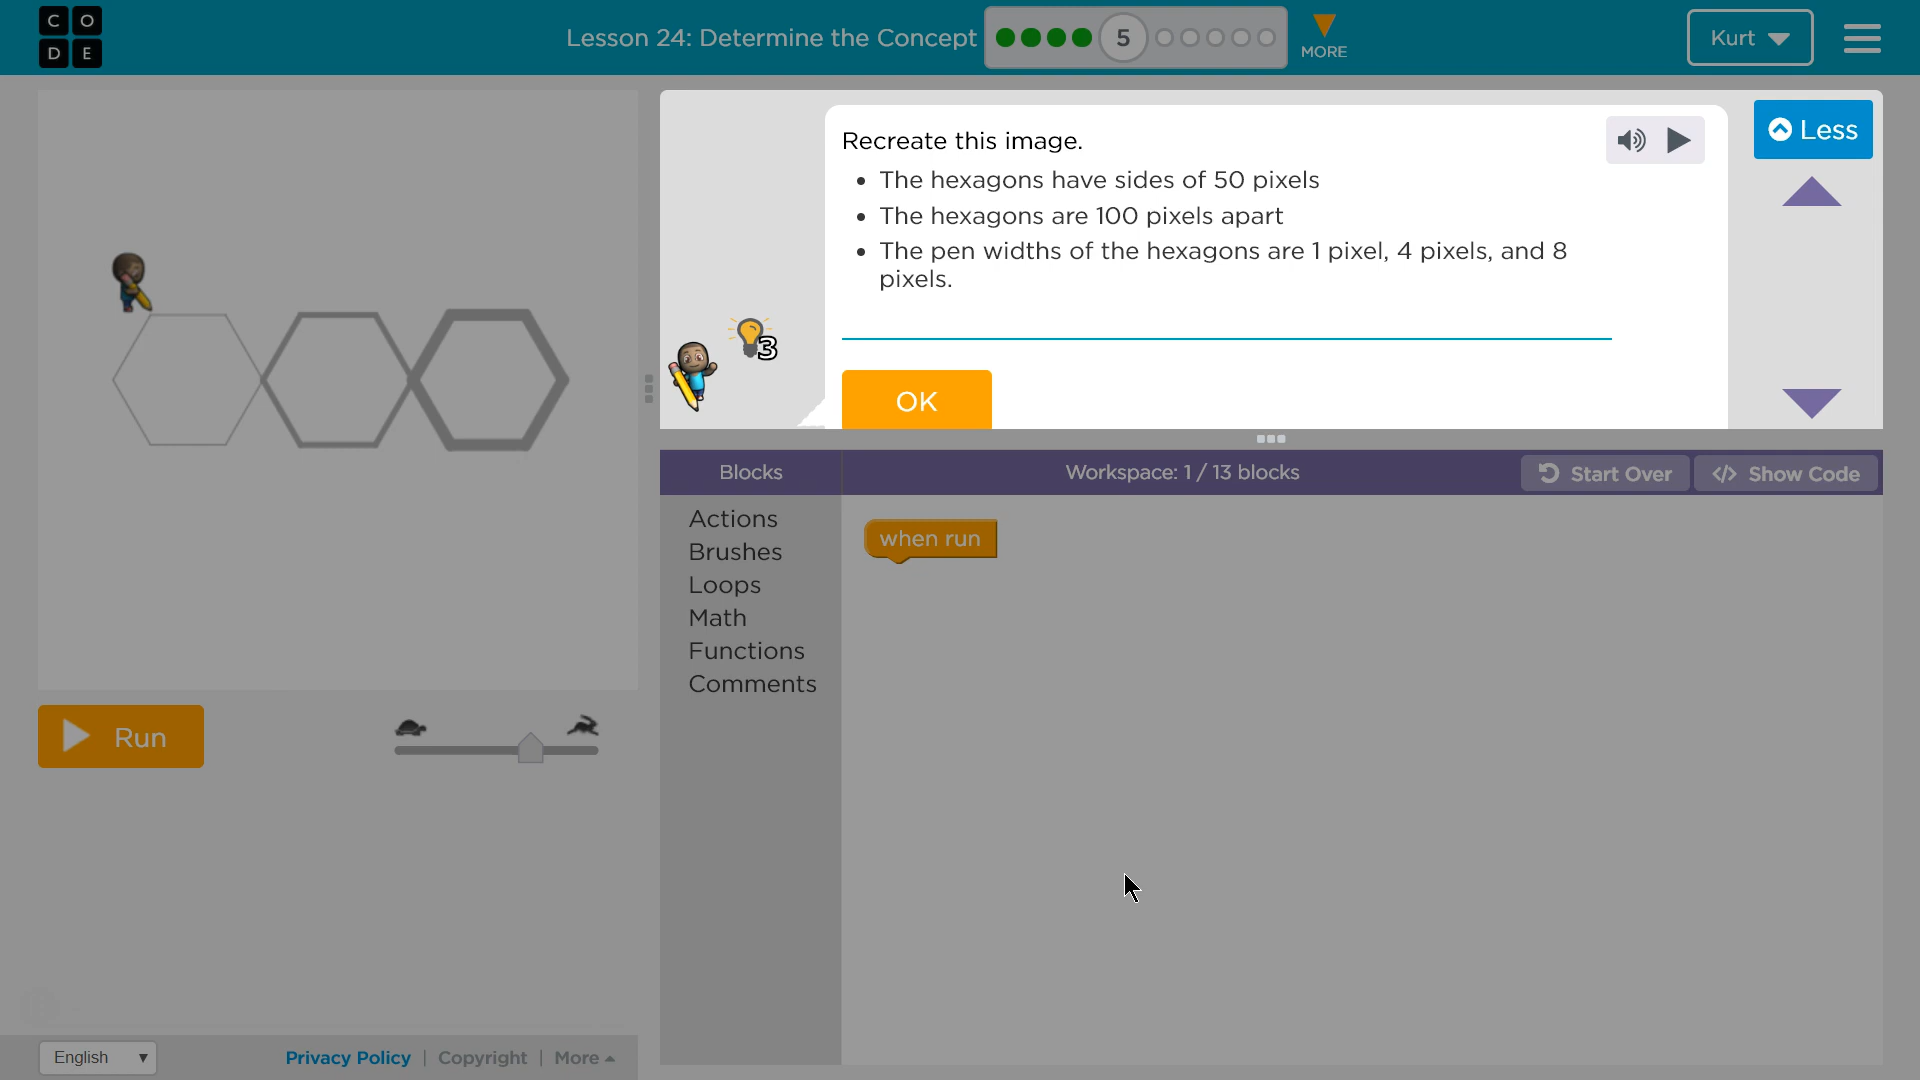 C O
D E
Lesson 24: Determine the Concept
5
MORE
Kurt
Recreate this image.
The hexagons have sides of 50 pixels
The hexagons are 100 pixels apart
The pen widths of the hexagons are 1 pixel, 4 pixels, and 8
pixels.
3
OK
Less
Blocks
Workspace: 1 / 13 blocks
Start Over
</> Show Code
Actions
Brushes
Loops
Math
Functions
Comments
when run
Run
English
Privacy Policy | Copyright | More